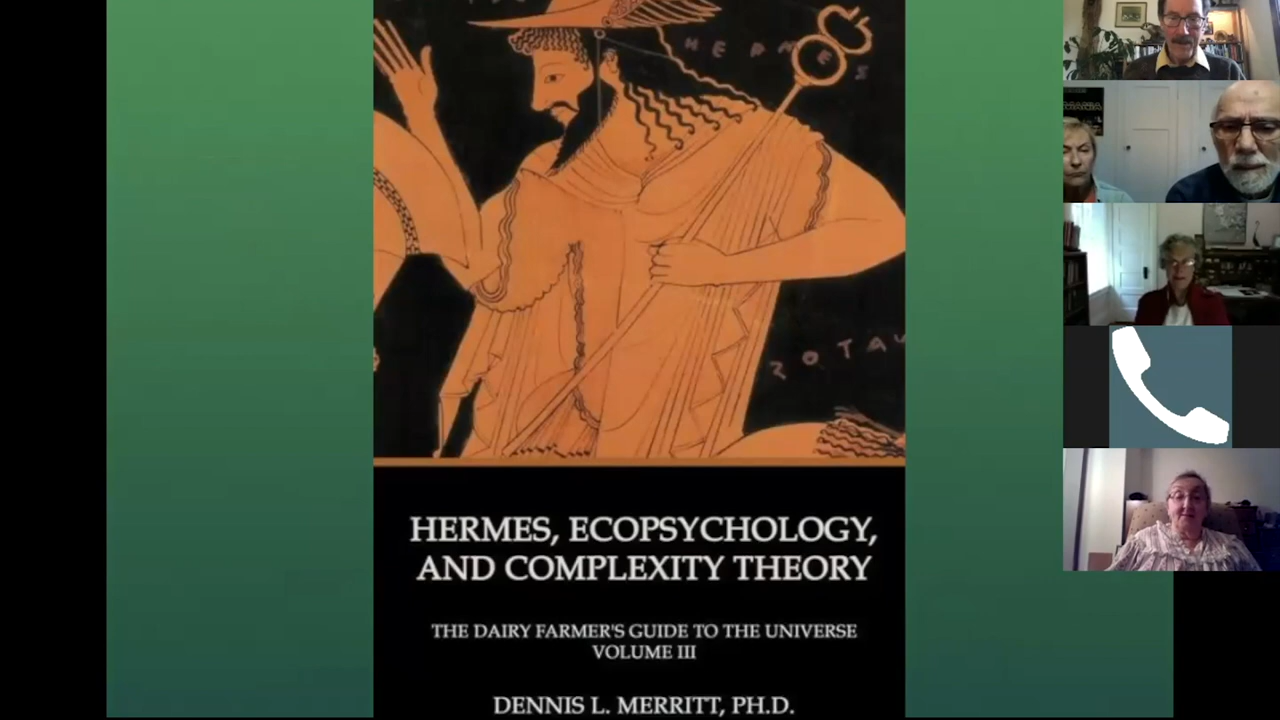 HERMES
HERMES, ECOPSYCHOLOGY,
AND COMPLEXITY THEORY
THE DAIRY FARMER'S GUIDE TO THE UNIVERSE
VOLUME III
DENNIS L. MERRITT, PH.D.